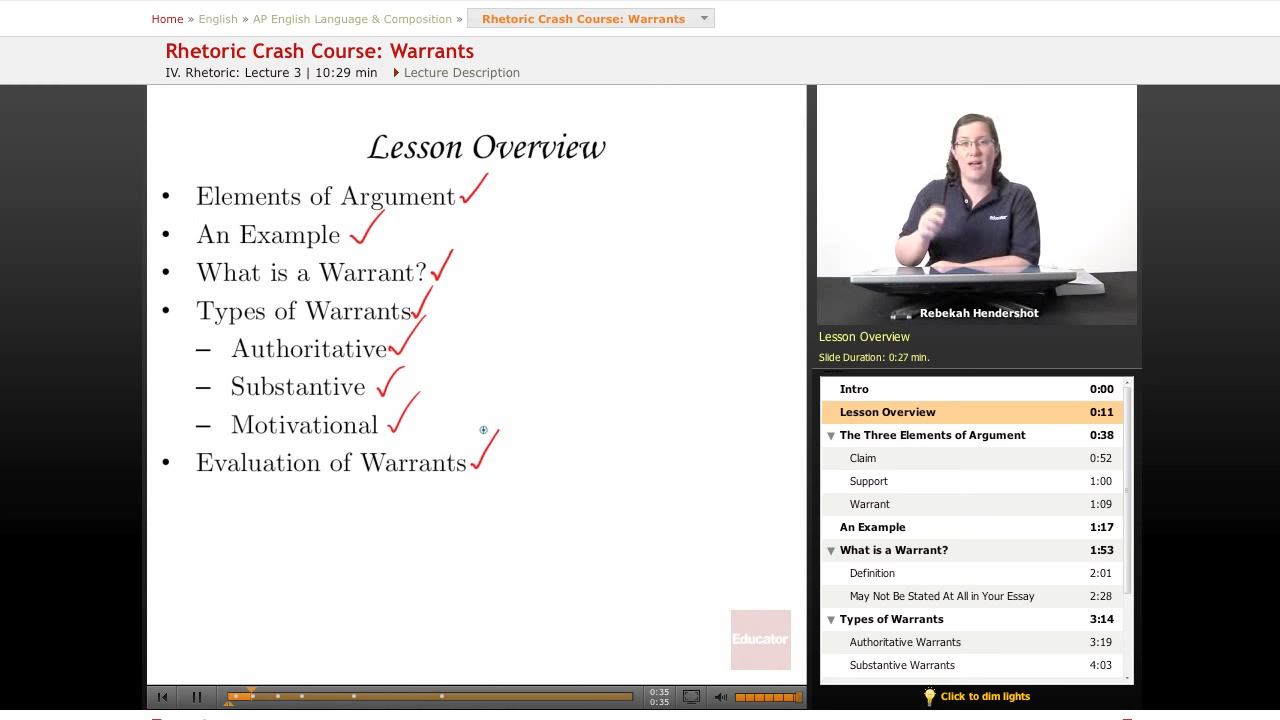 Home » English » AP English Language & Composition » Rhetoric Crash Course: Warrants
Rhetoric Crash Course: Warrants
IV. Rhetoric: Lecture 3 | 10:29 min Lecture Description
Lesson Overview
• Elements of Argument
• An Example
• What is a Warrant?
• Types of Warrants
– Authoritative
– Substantive
– Motivational
• Evaluation of Warrants
Educator
0:35
0:35
Educator
Rebekah Hendershot
Lesson Overview
Slide Duration: 0:27 min.
Intro 0:00
Lesson Overview 0:11
The Three Elements of Argument 0:38
Claim 0:52
Support 1:00
Warrant 1:09
An Example 1:17
What is a Warrant? 1:53
Definition 2:01
May Not Be Stated At All in Your Essay 2:28
Types of Warrants 3:14
Authoritative Warrants 3:19
Substantive Warrants 4:03
Click to dim lights